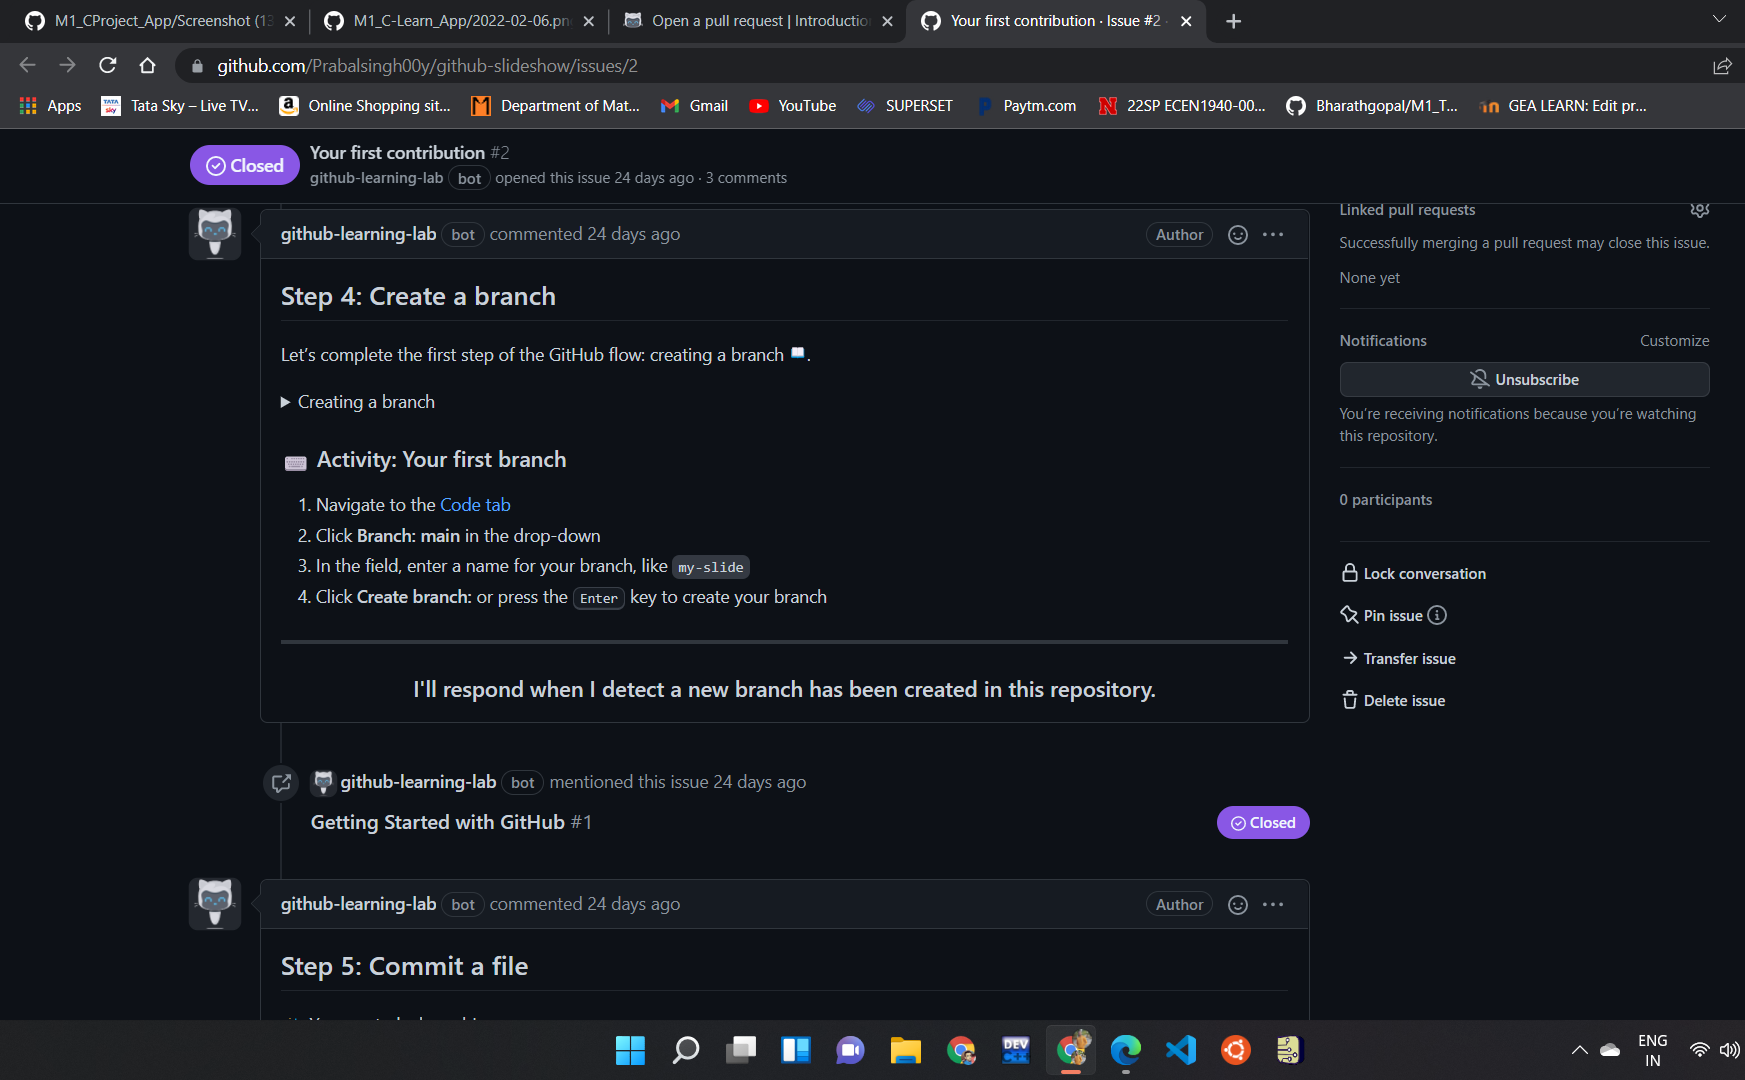 M1_CProject_App/Screenshot (13
M1_C-Learn_App/2022-02-06.pn
Open a pull request | Introductio
Your first contribution · Issue #2 ·
github.com/Prabalsingh00y/github-slideshow/issues/2
Apps
Tata Sky – Live TV...
Online Shopping sit...
Department of Mat...
Gmail
YouTube
SUPERSET
Paytm.com
22SP ECEN1940-00...
Bharathgopal/M1_T...
GEA LEARN: Edit pr...
Closed
Your first contribution #2
github-learning-lab bot opened this issue 24 days ago · 3 comments
github-learning-lab bot commented 24 days ago
Author
Step 4: Create a branch
Let's complete the first step of the GitHub flow: creating a branch .
Creating a branch
Activity: Your first branch
1. Navigate to the Code tab
2. Click Branch: main in the drop-down
3. In the field, enter a name for your branch, like my-slide
4. Click Create branch: or press the Enter key to create your branch
I'll respond when I detect a new branch has been created in this repository.
github-learning-lab bot mentioned this issue 24 days ago
Getting Started with GitHub #1
Closed
github-learning-lab bot commented 24 days ago
Author
Step 5: Commit a file
Linked pull requests
Successfully merging a pull request may close this issue.
None yet
Notifications
Customize
Unsubscribe
You're receiving notifications because you're watching
this repository.
0 participants
Lock conversation
Pin issue
Transfer issue
Delete issue
DEV
ENG
IN